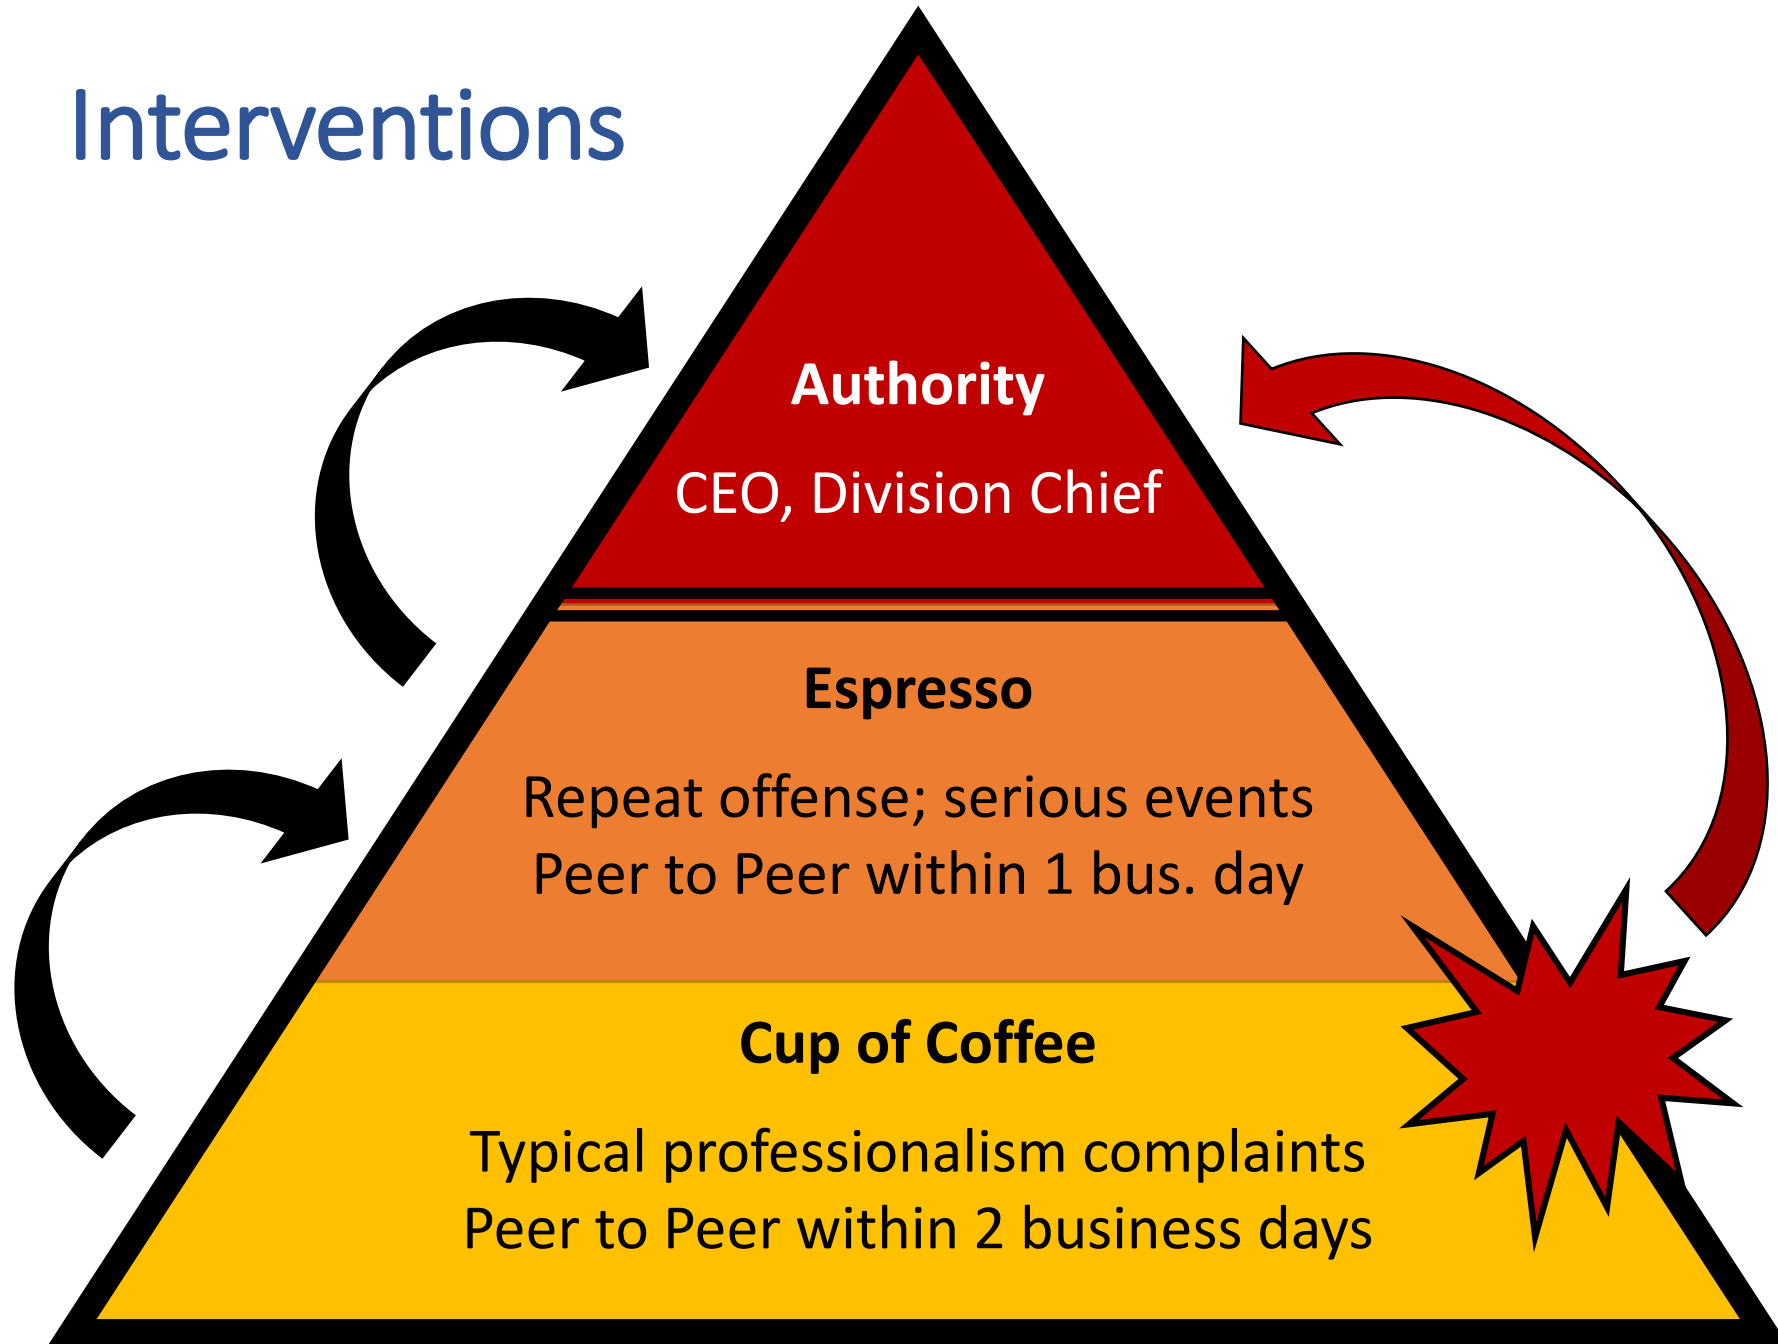 Interventions
Authority
CEO, Division Chief
Espresso
Repeat offense; serious events
Peer to Peer within 1 bus. day
Cup of Coffee
Typical professionalism complaints
Peer to Peer within 2 business days